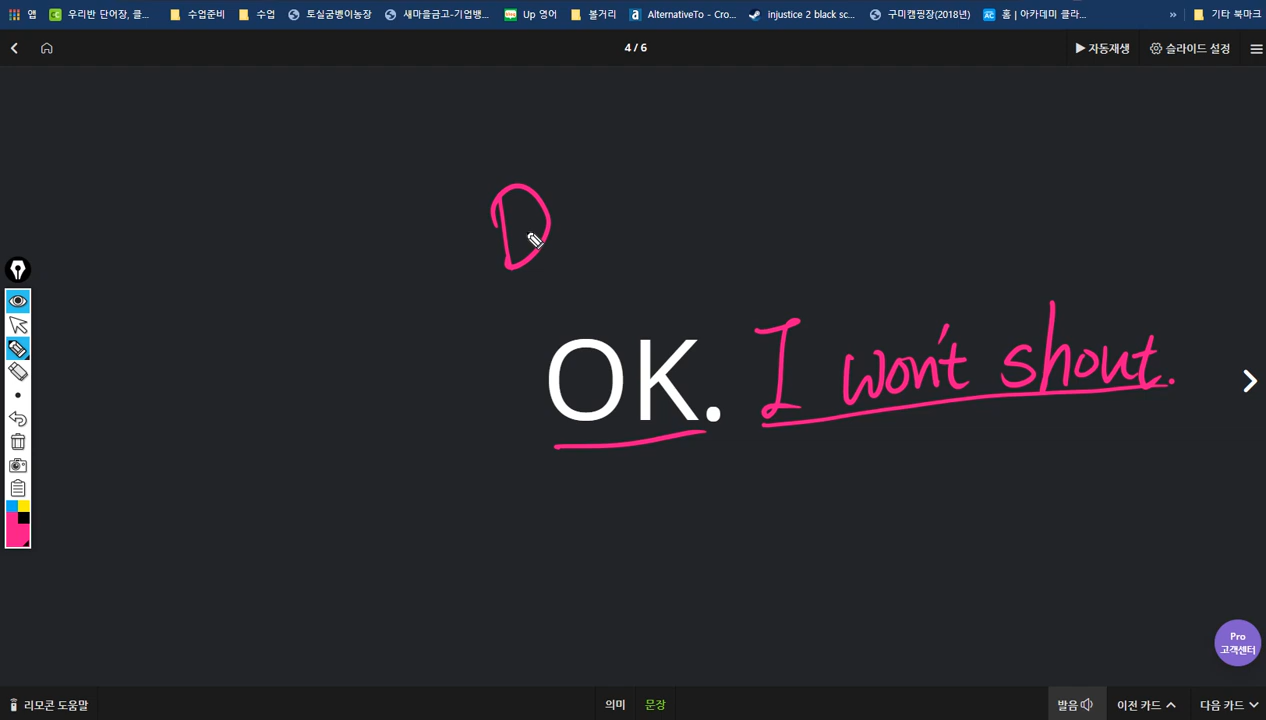 앱 우리반 단어장, 클... 수업준비 수업 토실굼벵이농장 새마을금고-기업뱅... Up 영어 볼거리 AlternativeTo - Cro... injustice 2 black sc... 구미캠핑장(2018년) 홈 | 아카데미 클라... » 기타 북마크
4 / 6 자동재생 슬라이드 설정
D
OK. I won't shout.
Pro
고객센터
리모콘 도움말 의미 문장 발음 이전 카드 다음 카드